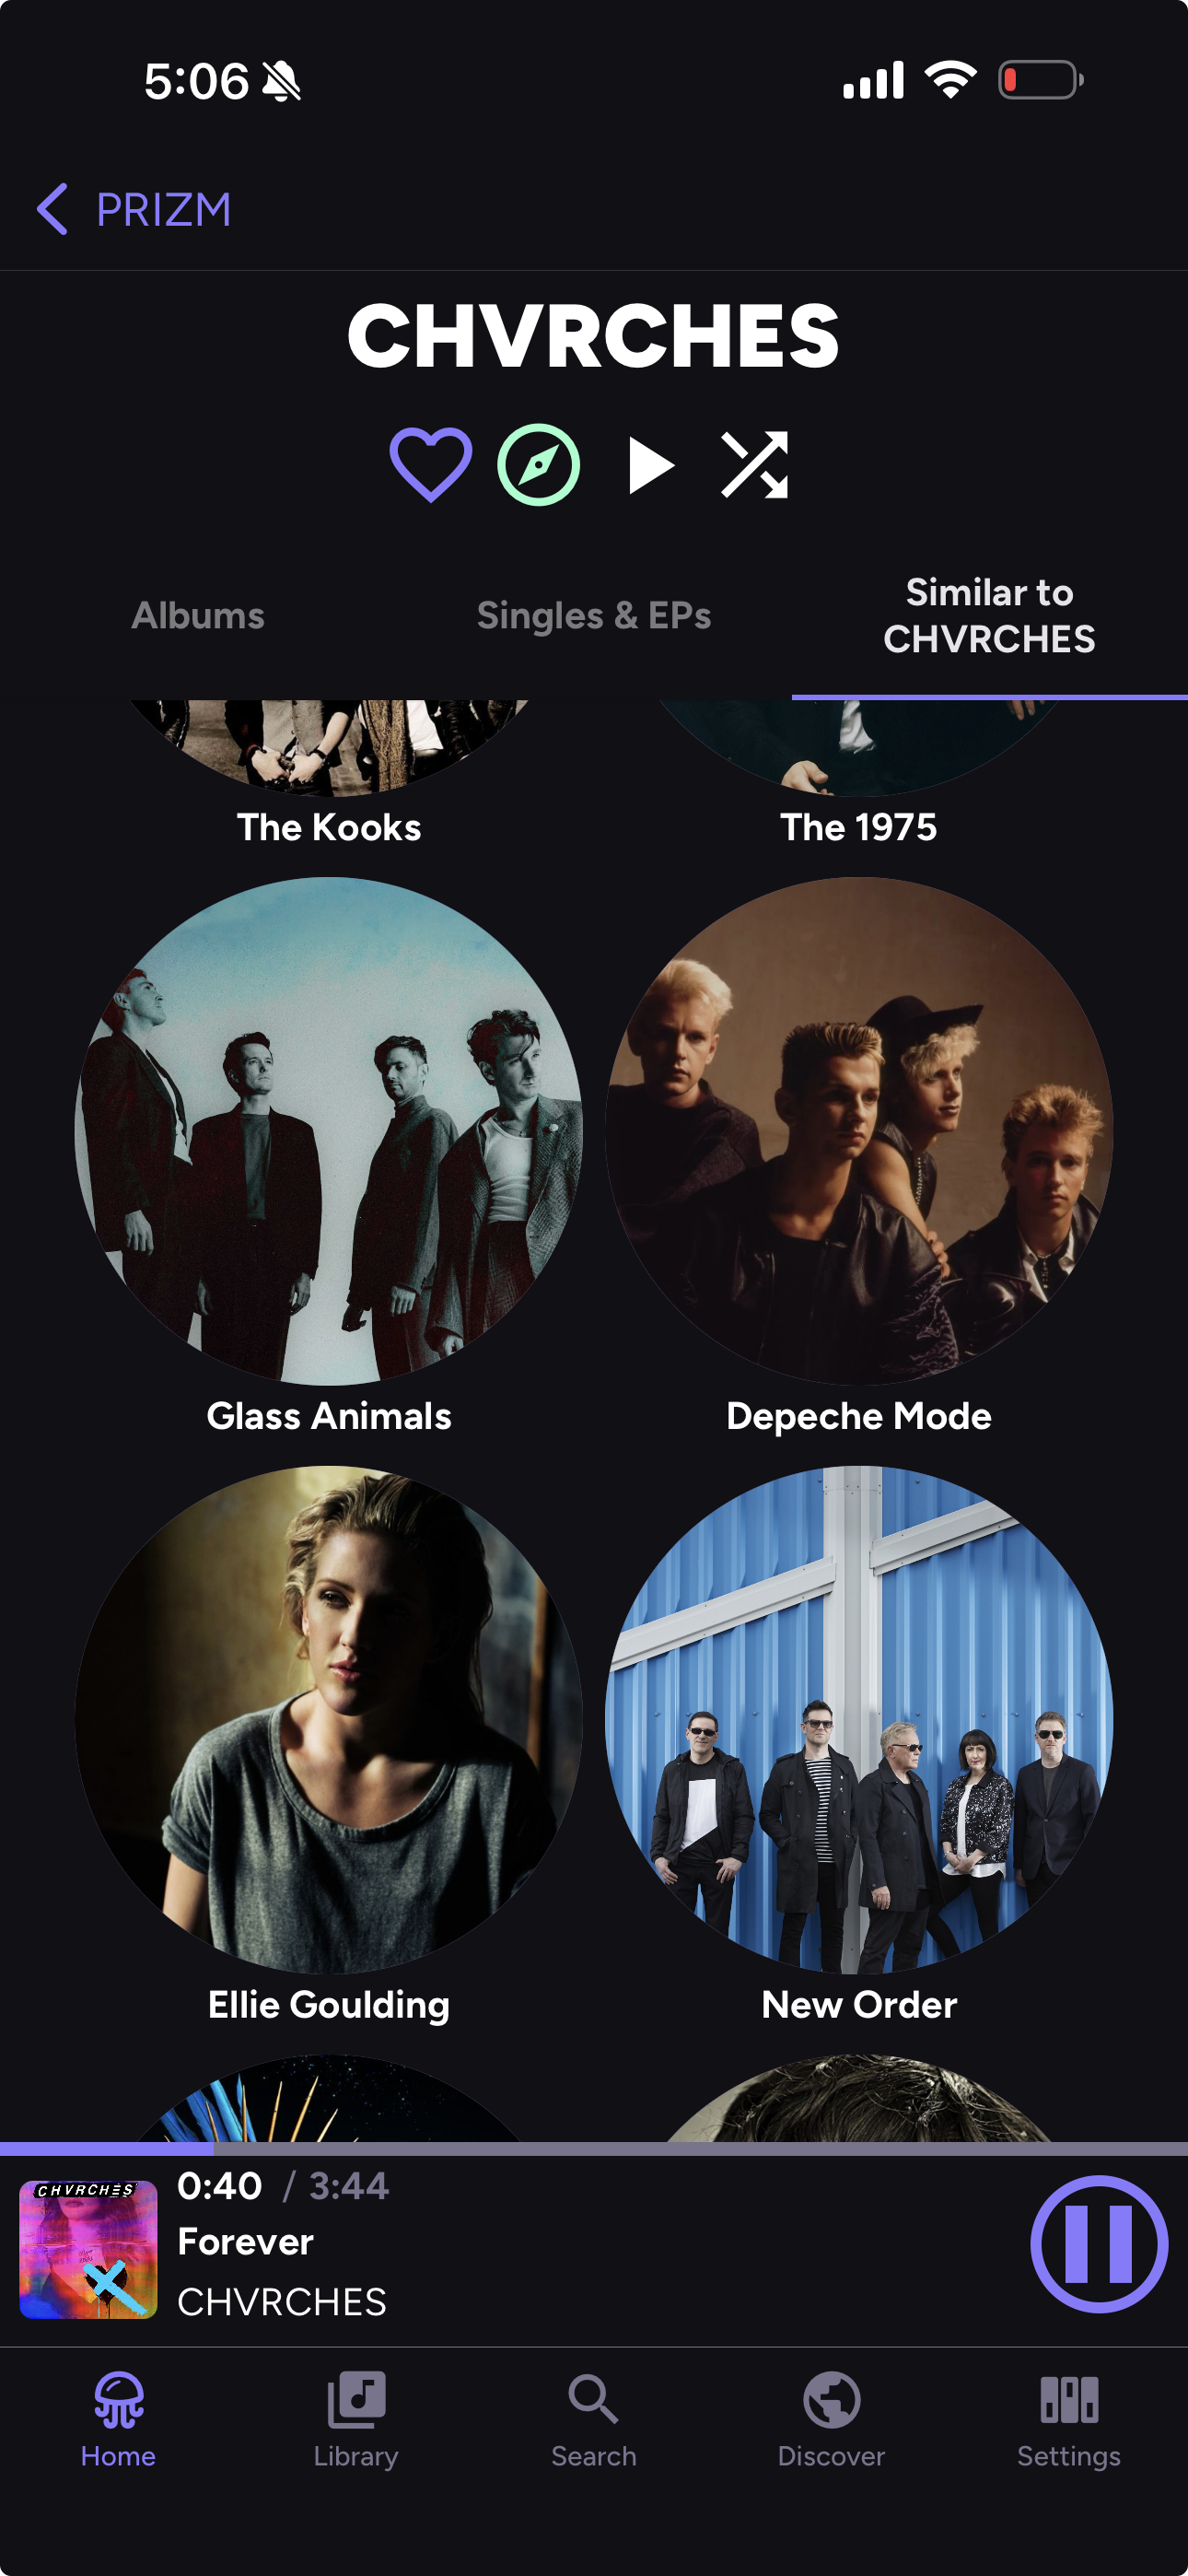 5:06
PRIZM
CHVRCHES
Albums
Singles & EPs
Similar to
CHVRCHES
The Kooks
The 1975
Glass Animals
Depeche Mode
Ellie Goulding
New Order
CHVRCHES
0:40 / 3:44
Forever
CHVRCHES
Home
Library
Search
Discover
Settings